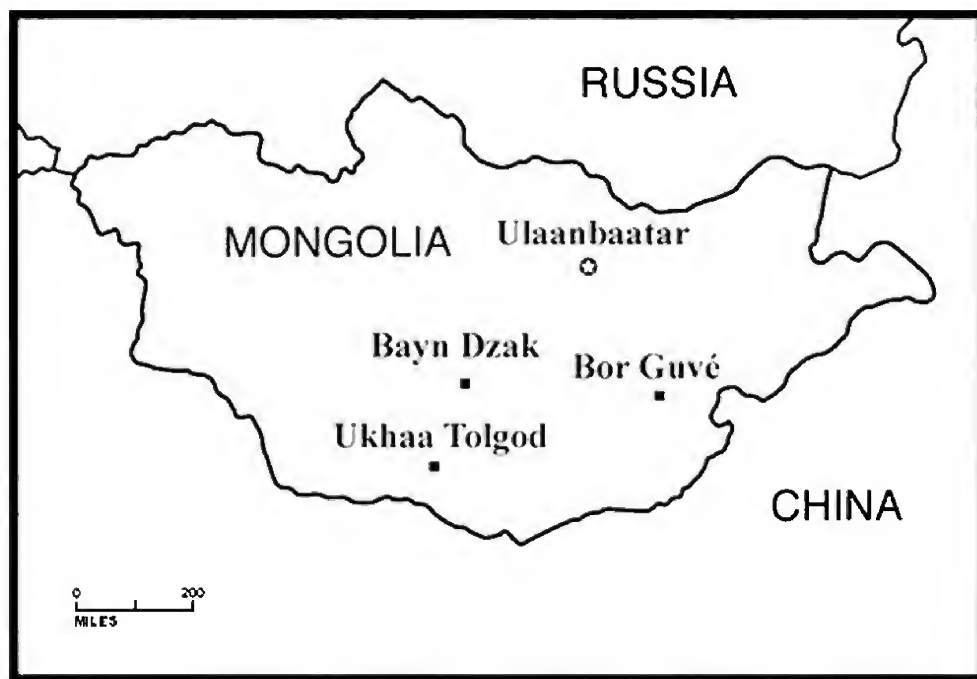 RUSSIA
MONGOLIA
Ulaanbaatar
Bayn Dzak
Bor Guvé
Ukhaa Tolgod
CHINA
0 200
MILES